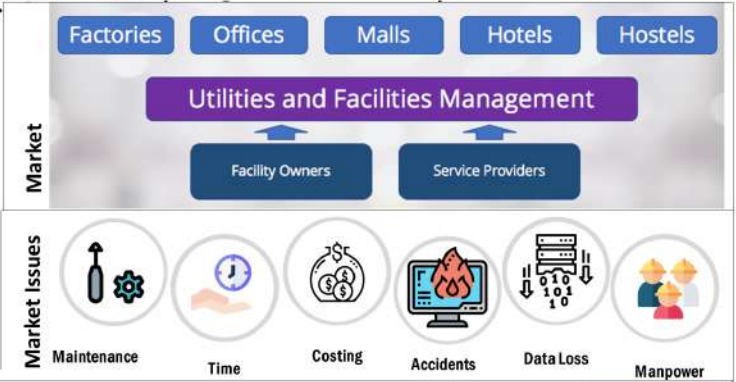 Factories
Offices
Malls
Hotels
Hostels
Utilities and Facilities Management
Facility Owners
Service Providers
Market
Market Issues
Maintenance
Time
Costing
Accidents
Data Loss
Manpower